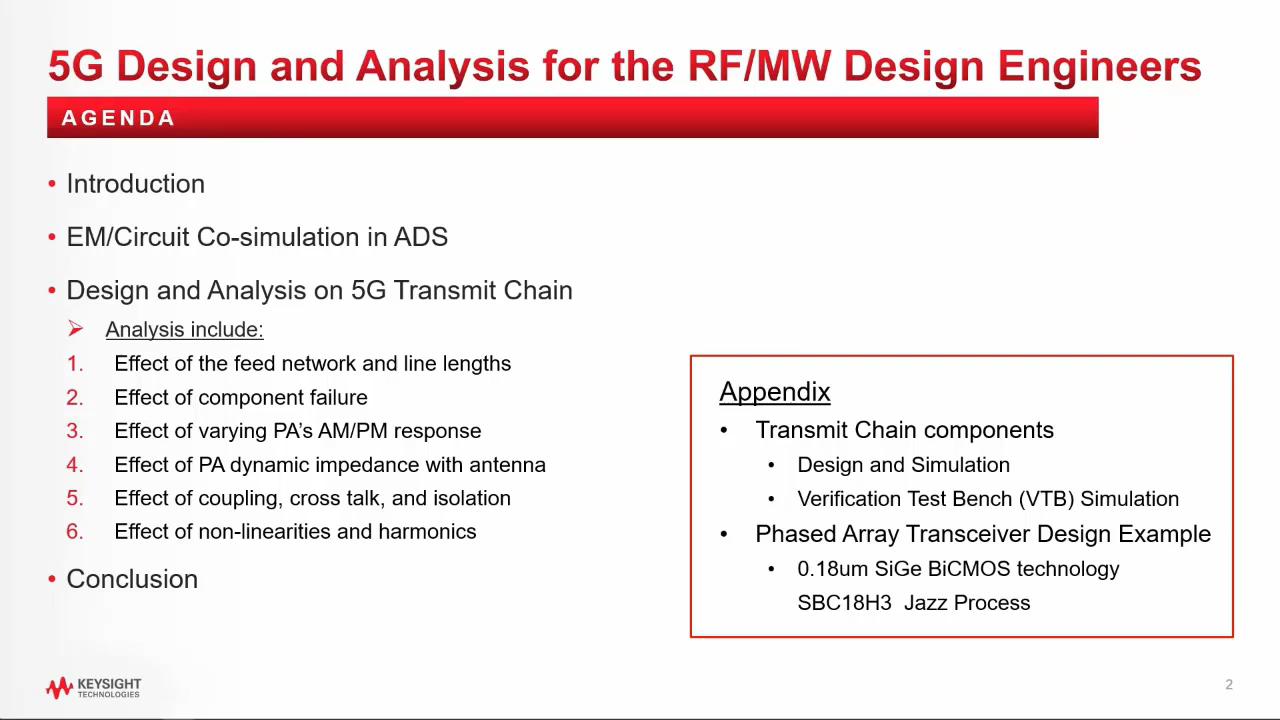 5G Design and Analysis for the RF/MW Design Engineers
AGENDA
• Introduction
• EM/Circuit Co-simulation in ADS
• Design and Analysis on 5G Transmit Chain
➢ Analysis include:
1. Effect of the feed network and line lengths
2. Effect of component failure
3. Effect of varying PA's AM/PM response
4. Effect of PA dynamic impedance with antenna
5. Effect of coupling, cross talk, and isolation
6. Effect of non-linearities and harmonics
• Conclusion
Appendix
• Transmit Chain components
• Design and Simulation
• Verification Test Bench (VTB) Simulation
• Phased Array Transceiver Design Example
• 0.18um SiGe BiCMOS technology
SBC18H3 Jazz Process
KEYSIGHT
TECHNOLOGIES
2